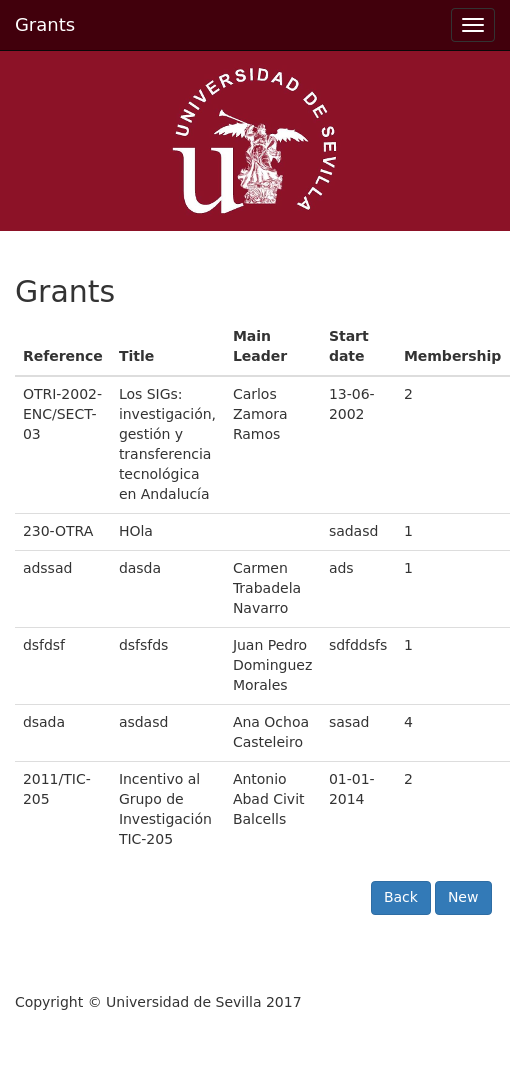 Grants
UNIVERSIDAD DE SEVILLA
u
Grants
Reference Title Main Leader Start date Membership
OTRI-2002-ENC/SECT-03 Los SIGs: investigación, gestión y transferencia tecnológica en Andalucía Carlos Zamora Ramos 13-06-2002 2
230-OTRA HOla sadasd 1
adssad dasda Carmen Trabadela Navarro ads 1
dsfdsf dsfsfds Juan Pedro Dominguez Morales sdfddsfs 1
dsada asdasd Ana Ochoa Casteleiro sasad 4
2011/TIC-205 Incentivo al Grupo de Investigación TIC-205 Antonio Abad Civit Balcells 01-01-2014 2
Back New
Copyright © Universidad de Sevilla 2017